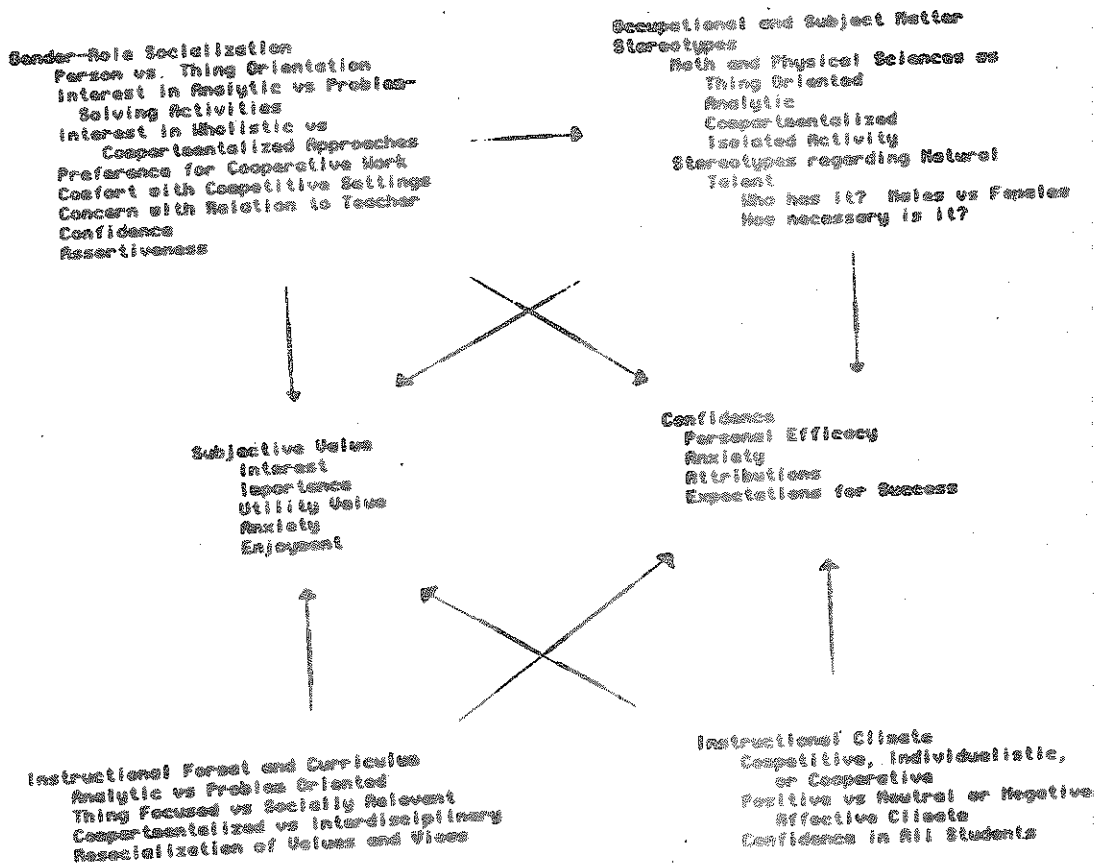 Gender-Role Socialization
Person vs. Thing Orientation
Interest in Analytic vs Problem-
Solving Activities
Interest in Wholistic vs
Compartmentalized Approaches
Preference for Cooperative Work
Comfort with Competitive Settings
Concern with Relation to Teacher
Confidence
Assertiveness
Occupational and Subject Matter
Stereotypes
Math and Physical Sciences as
Thing Oriented
Analytic
Compartmentalized
Isolated Activity
Stereotypes regarding Natural
Talent
Who has it? Males vs Females
How necessary is it?
Subjective Value
Interest
Importance
Utility Value
Anxiety
Enjoyment
Confidence
Personal Efficacy
Anxiety
Attributions
Expectations for Success
Instructional Format and Curriculum
Analytic vs Problem Oriented
Thing Focused vs Socially Relevant
Compartmentalized vs Interdisciplinary
Resocialization of Values and Views
Instructional Climate
Competitive, Individualistic,
or Cooperative
Positive vs Neutral or Negative
Affective Climate
Confidence in All Students